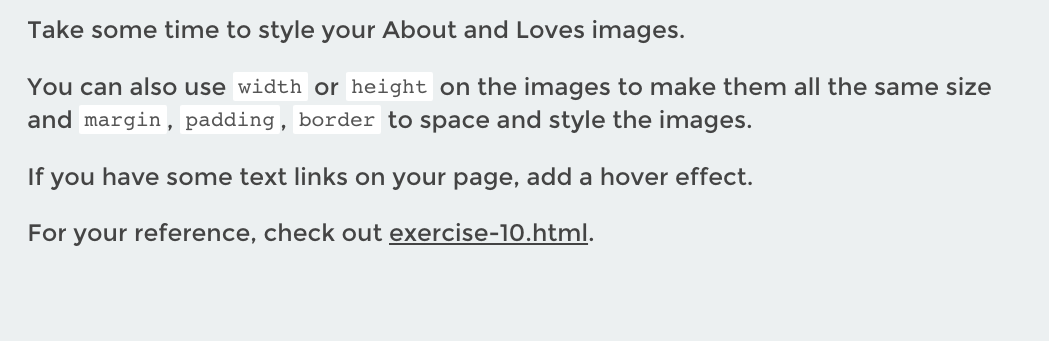 Take some time to style your About and Loves images.
You can also use width or height on the images to make them all the same size
and margin, padding, border to space and style the images.
If you have some text links on your page, add a hover effect.
For your reference, check out exercise-10.html.